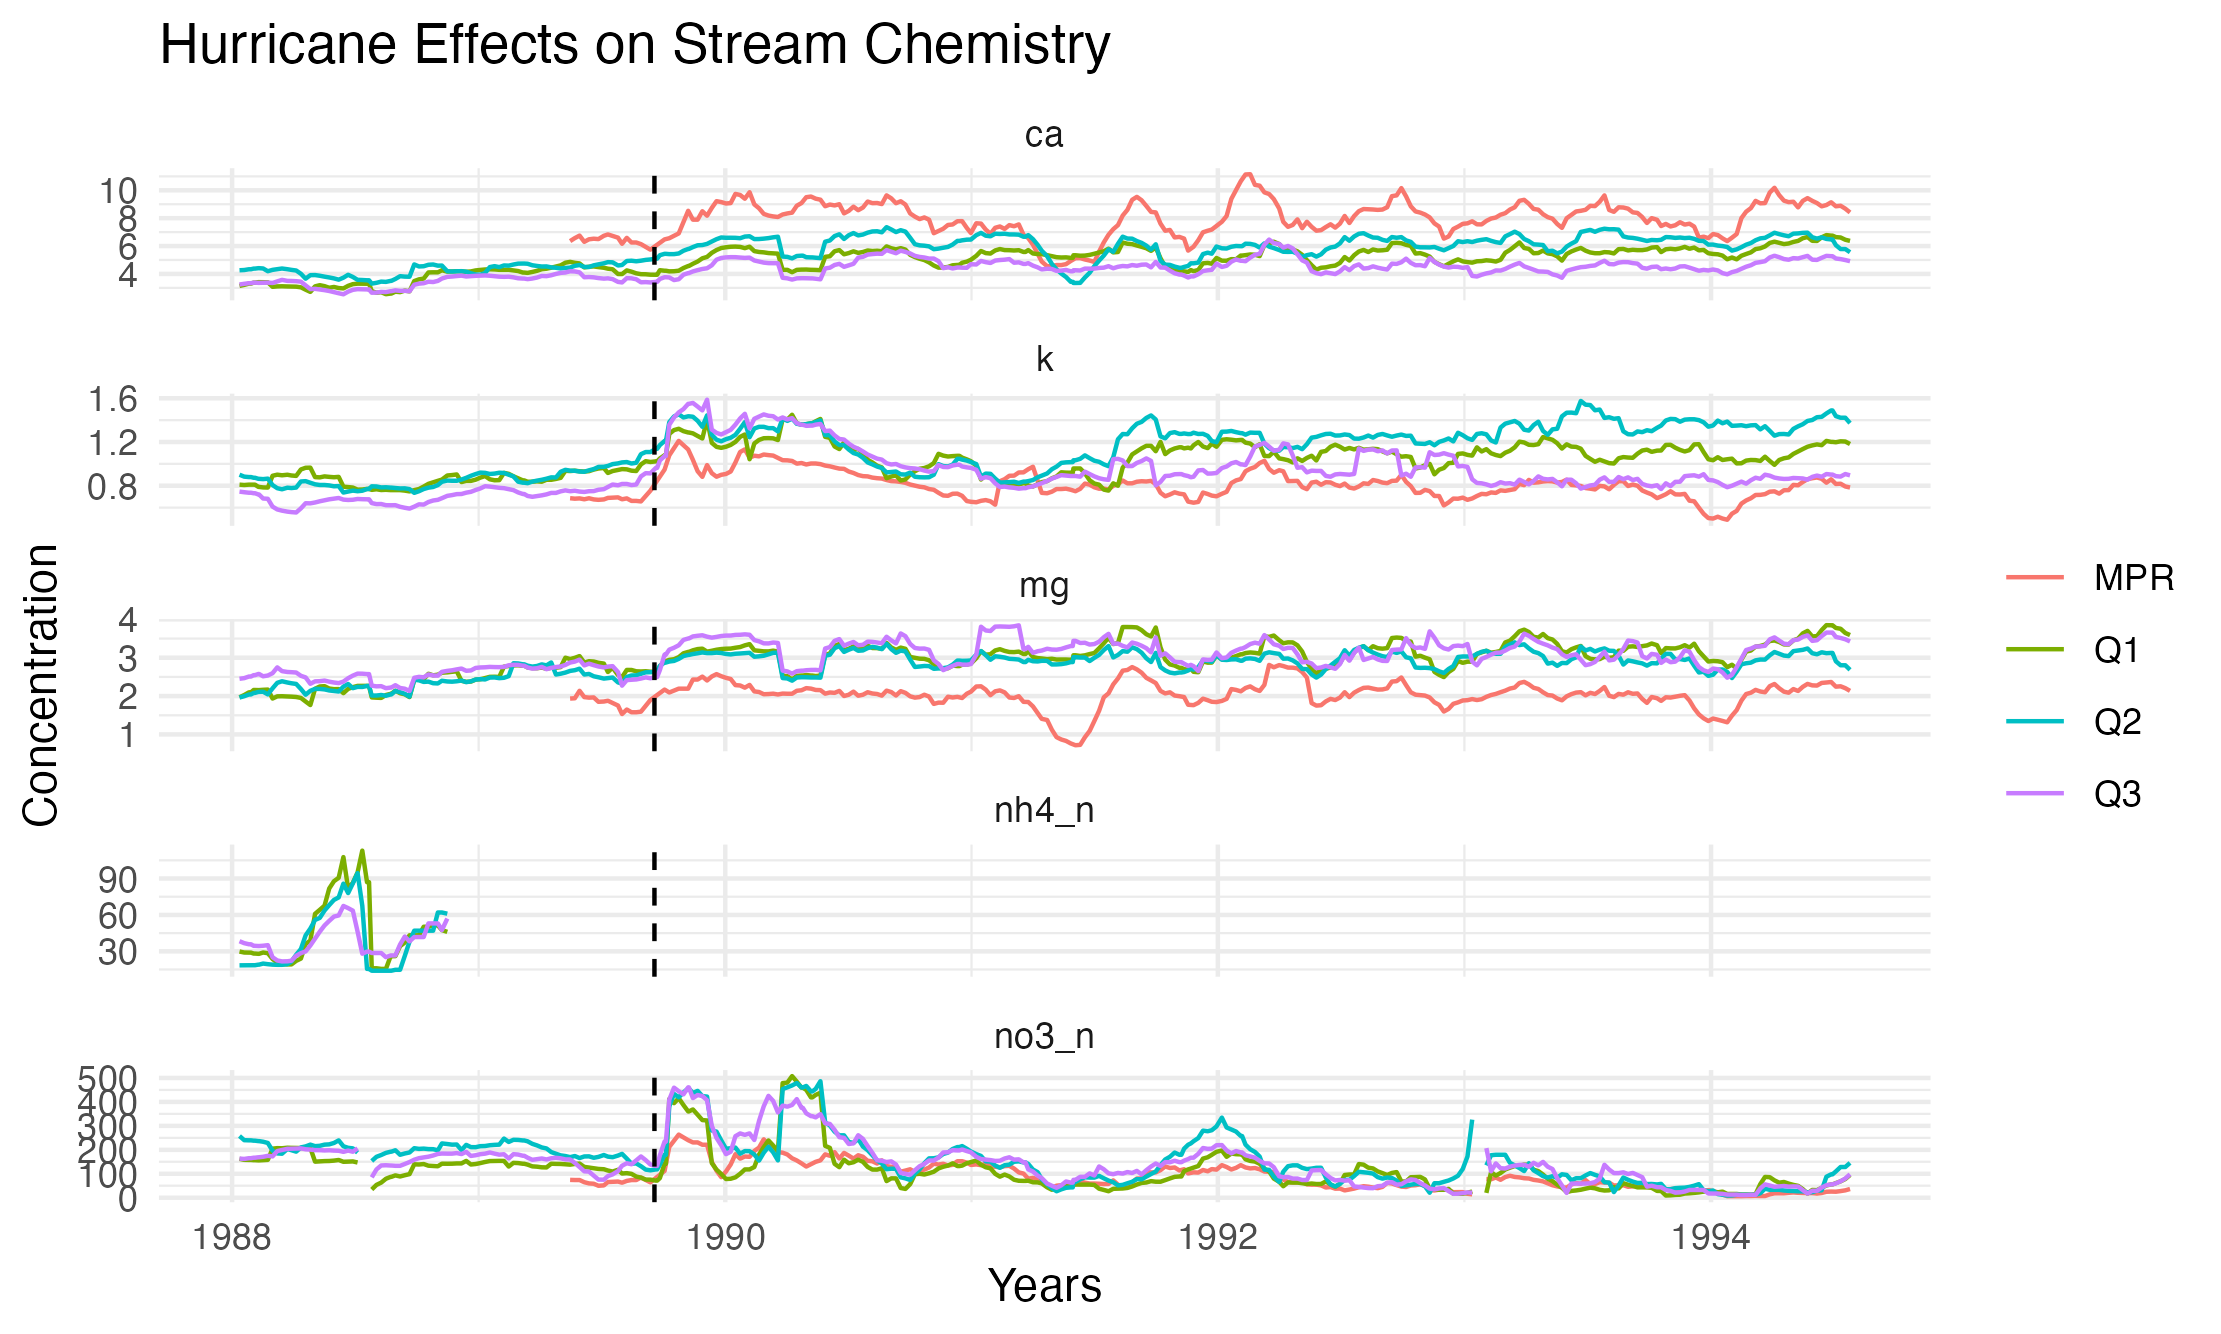 Hurricane Effects on Stream Chemistry
ca
10
8
6
4
k
1.6
1.2
0.8
mg
4
3
2
1
nh4_n
90
60
30
no3_n
500
400
300
200
100
0
1988 1990 1992 1994
Years
Concentration
MPR
Q1
Q2
Q3